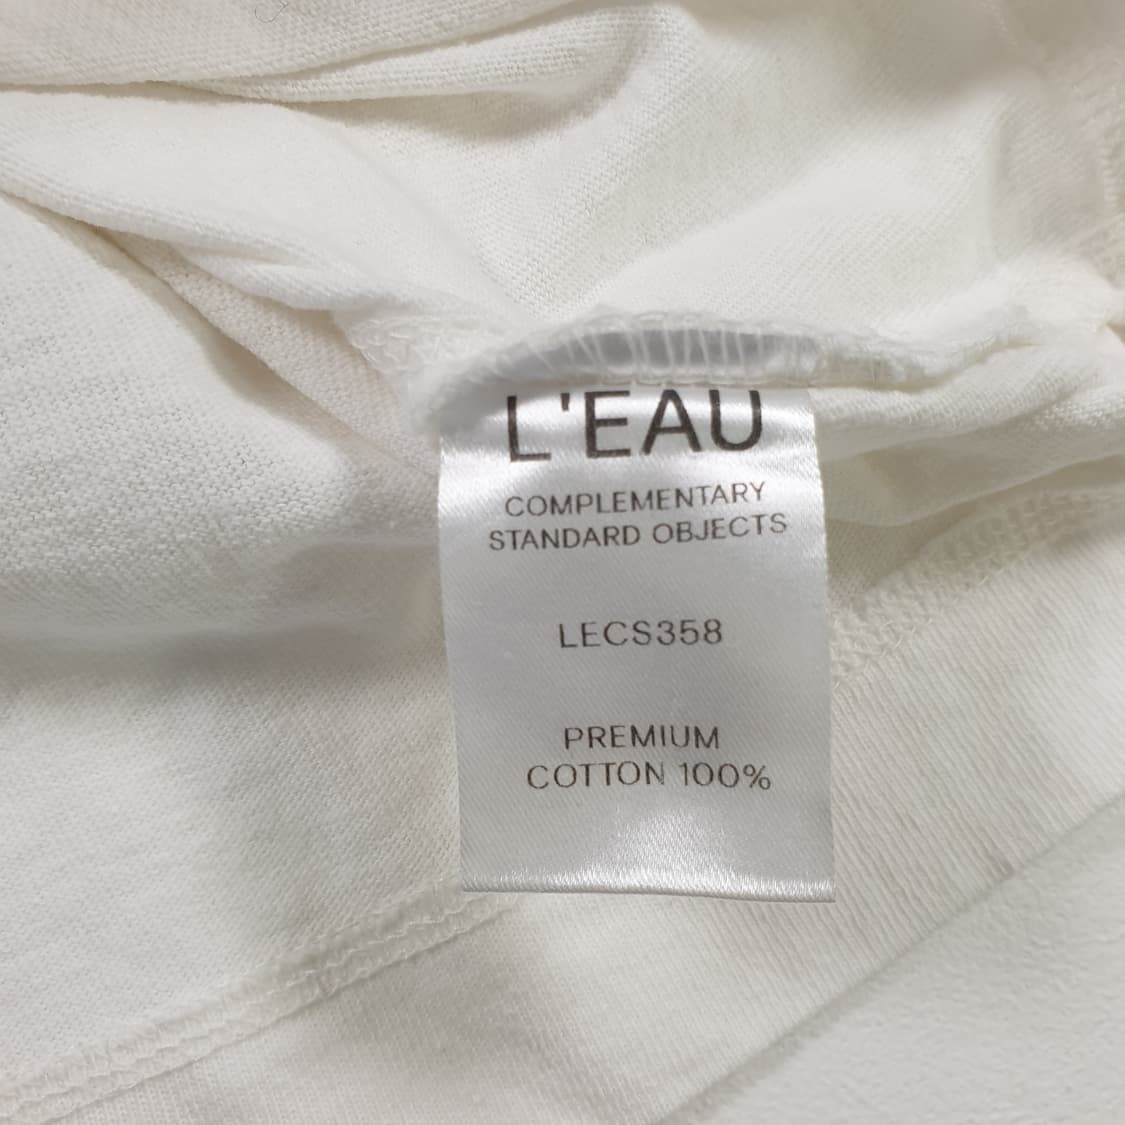 L'EAU
COMPLEMENTARY
STANDARD OBJECTS
LECS358
PREMIUM
COTTON 100%